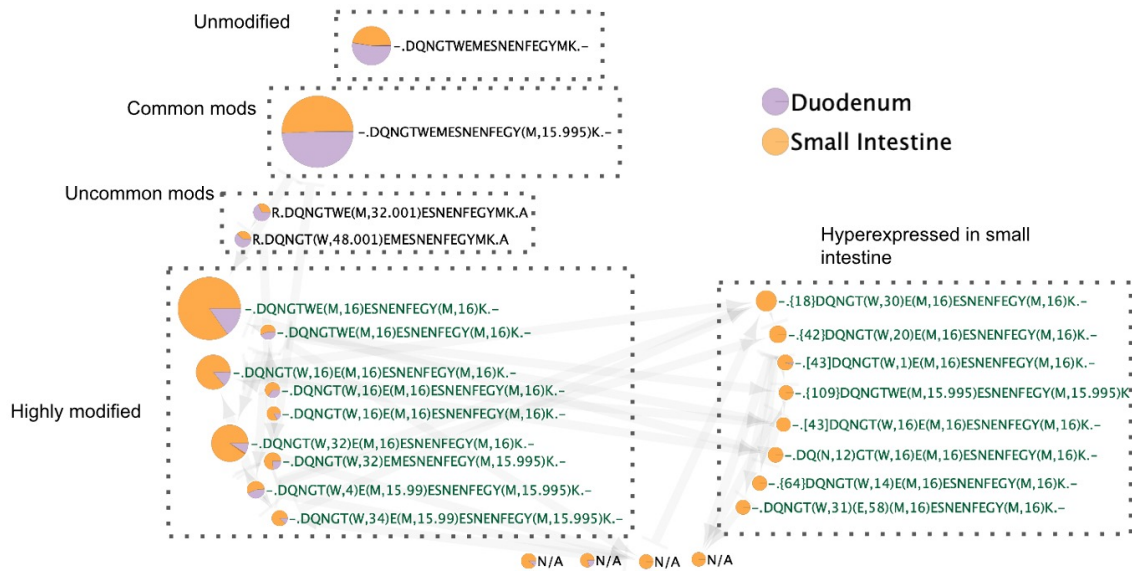 Unmodified
-.DQNGTWEMESNENFEGYMK.-
Common mods
-.DQNGTWEMESNENFEGY(M,15.995)K.-
Duodenum
Small Intestine
Uncommon mods
R.DQNGTWE(M,32.001)ESNENFEGYMK.A
R.DQNGT(W,48.001)EMESNENFEGYMK.A
Highly modified
-.DQNGTWE(M,16)ESNENFEGY(M,16)K.-
-.DQNGTWE(M,16)ESNENFEGY(M,16)K.-
-.DQNGT(W,16)E(M,16)ESNENFEGY(M,16)K.-
-.DQNGT(W,16)E(M,16)ESNENFEGY(M,16)K.-
-.DQNGT(W,16)E(M,16)ESNENFEGY(M,16)K.-
-.DQNGT(W,32)E(M,16)ESNENFEGY(M,16)K.-
-.DQNGT(W,32)EMESNENFEGY(M,15.995)K.-
-.DQNGT(W,4)E(M,15.99)ESNENFEGY(M,15.995)K.-
-.DQNGT(W,34)E(M,15.99)ESNENFEGY(M,15.995)K.-
Hyperexpressed in small
intestine
-.{18}DQNGT(W,30)E(M,16)ESNENFEGY(M,16)K.-
-.{42}DQNGT(W,20)E(M,16)ESNENFEGY(M,16)K.-
-.[43]DQNGT(W,1)E(M,16)ESNENFEGY(M,16)K.-
-.{109}DQNGTWE(M,15.995)ESNENFEGY(M,15.995)K
-.[43]DQNGT(W,16)E(M,16)ESNENFEGY(M,16)K.-
-.DQ(N,12)GT(W,16)E(M,16)ESNENFEGY(M,16)K.-
-.{64}DQNGT(W,14)E(M,16)ESNENFEGY(M,16)K.-
-.DQNGT(W,31)(E,58)(M,16)ESNENFEGY(M,16)K.-
N/A
N/A
N/A
N/A